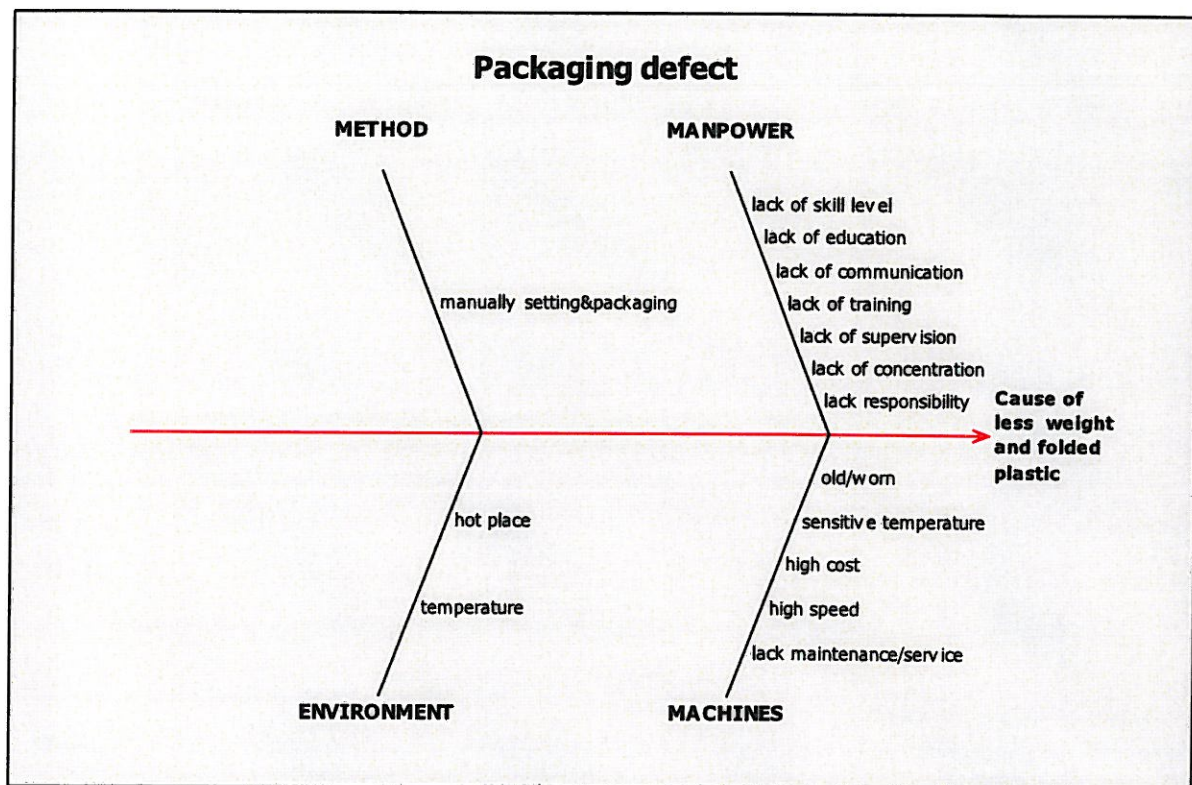 Packaging defect
METHOD
MANPOWER
lack of skill level
lack of education
lack of communication
manually setting&packaging
lack of training
lack of supervision
lack of concentration
lack responsibility
Cause of
less weight
and folded
plastic
old/worn
hot place
sensitive temperature
high cost
temperature
high speed
lack maintenance/service
ENVIRONMENT
MACHINES